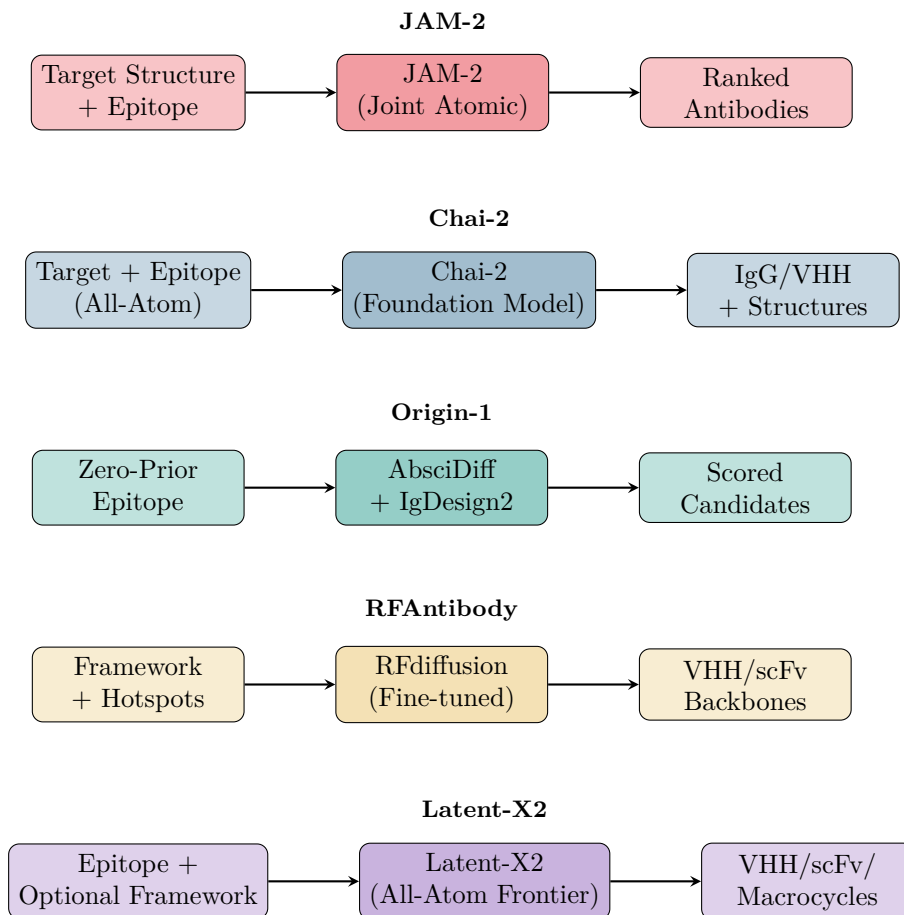 JAM-2
Target Structure
+ Epitope
JAM-2
(Joint Atomic)
Ranked
Antibodies
Chai-2
Target + Epitope
(All-Atom)
Chai-2
(Foundation Model)
IgG/VHH
+ Structures
Origin-1
Zero-Prior
Epitope
AbsciDiff
+ IgDesign2
Scored
Candidates
RFAntibody
Framework
+ Hotspots
RFdiffusion
(Fine-tuned)
VHH/scFv
Backbones
Latent-X2
Epitope +
Optional Framework
Latent-X2
(All-Atom Frontier)
VHH/scFv/
Macrocycles